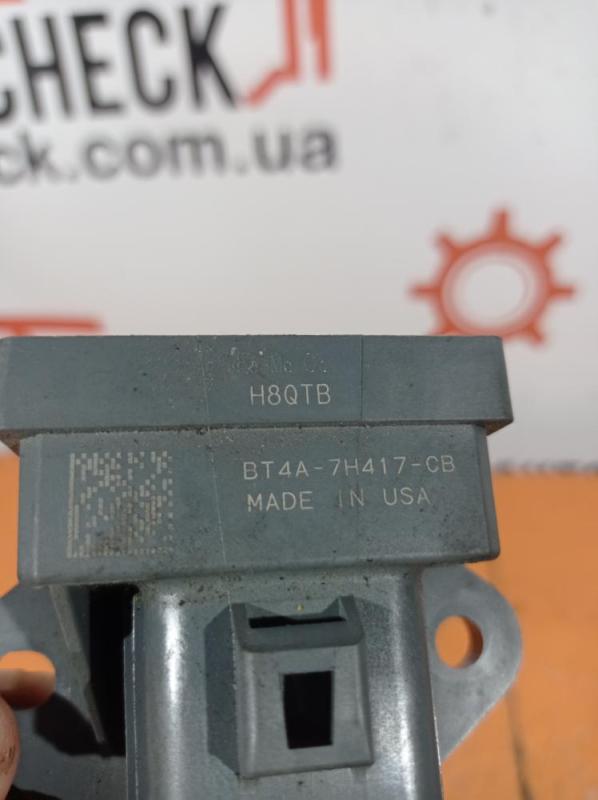 CHECK
ck.com.ua
H8QTB
BT4A-7H417-CB
MADE IN USA